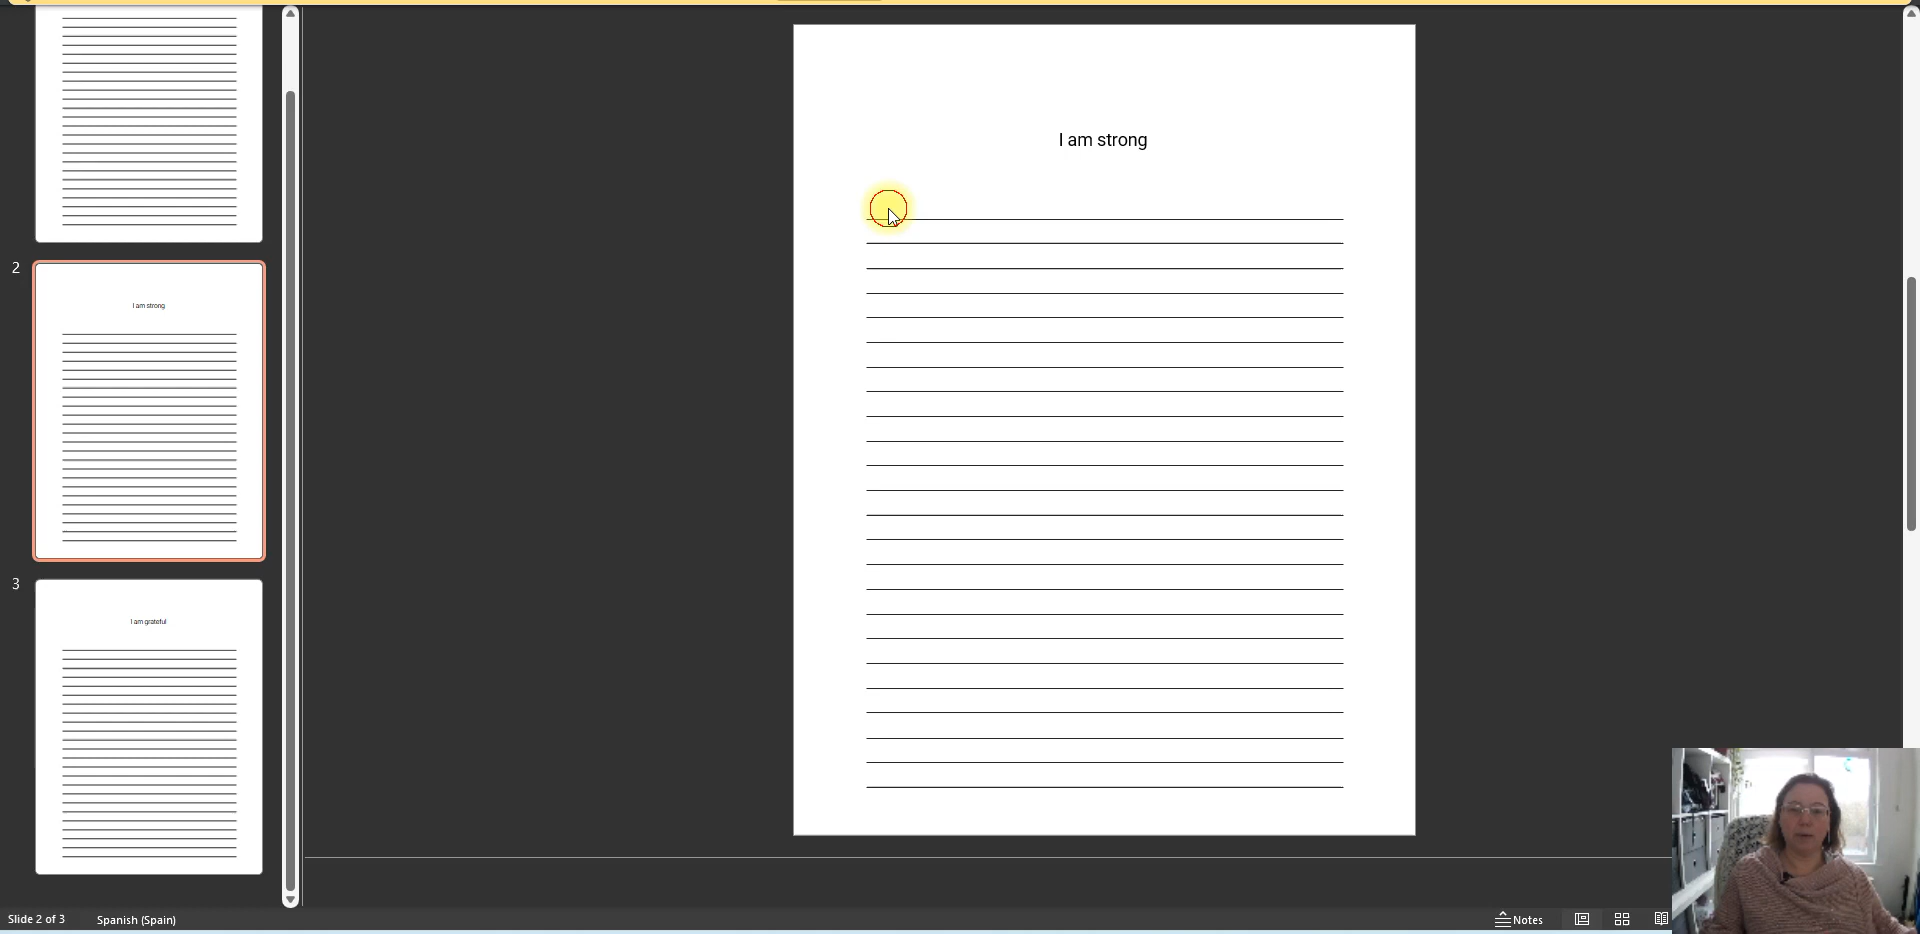 2
I am strong
3
I am grateful
I am strong
Slide 2 of 3
Spanish (Spain)
Notes